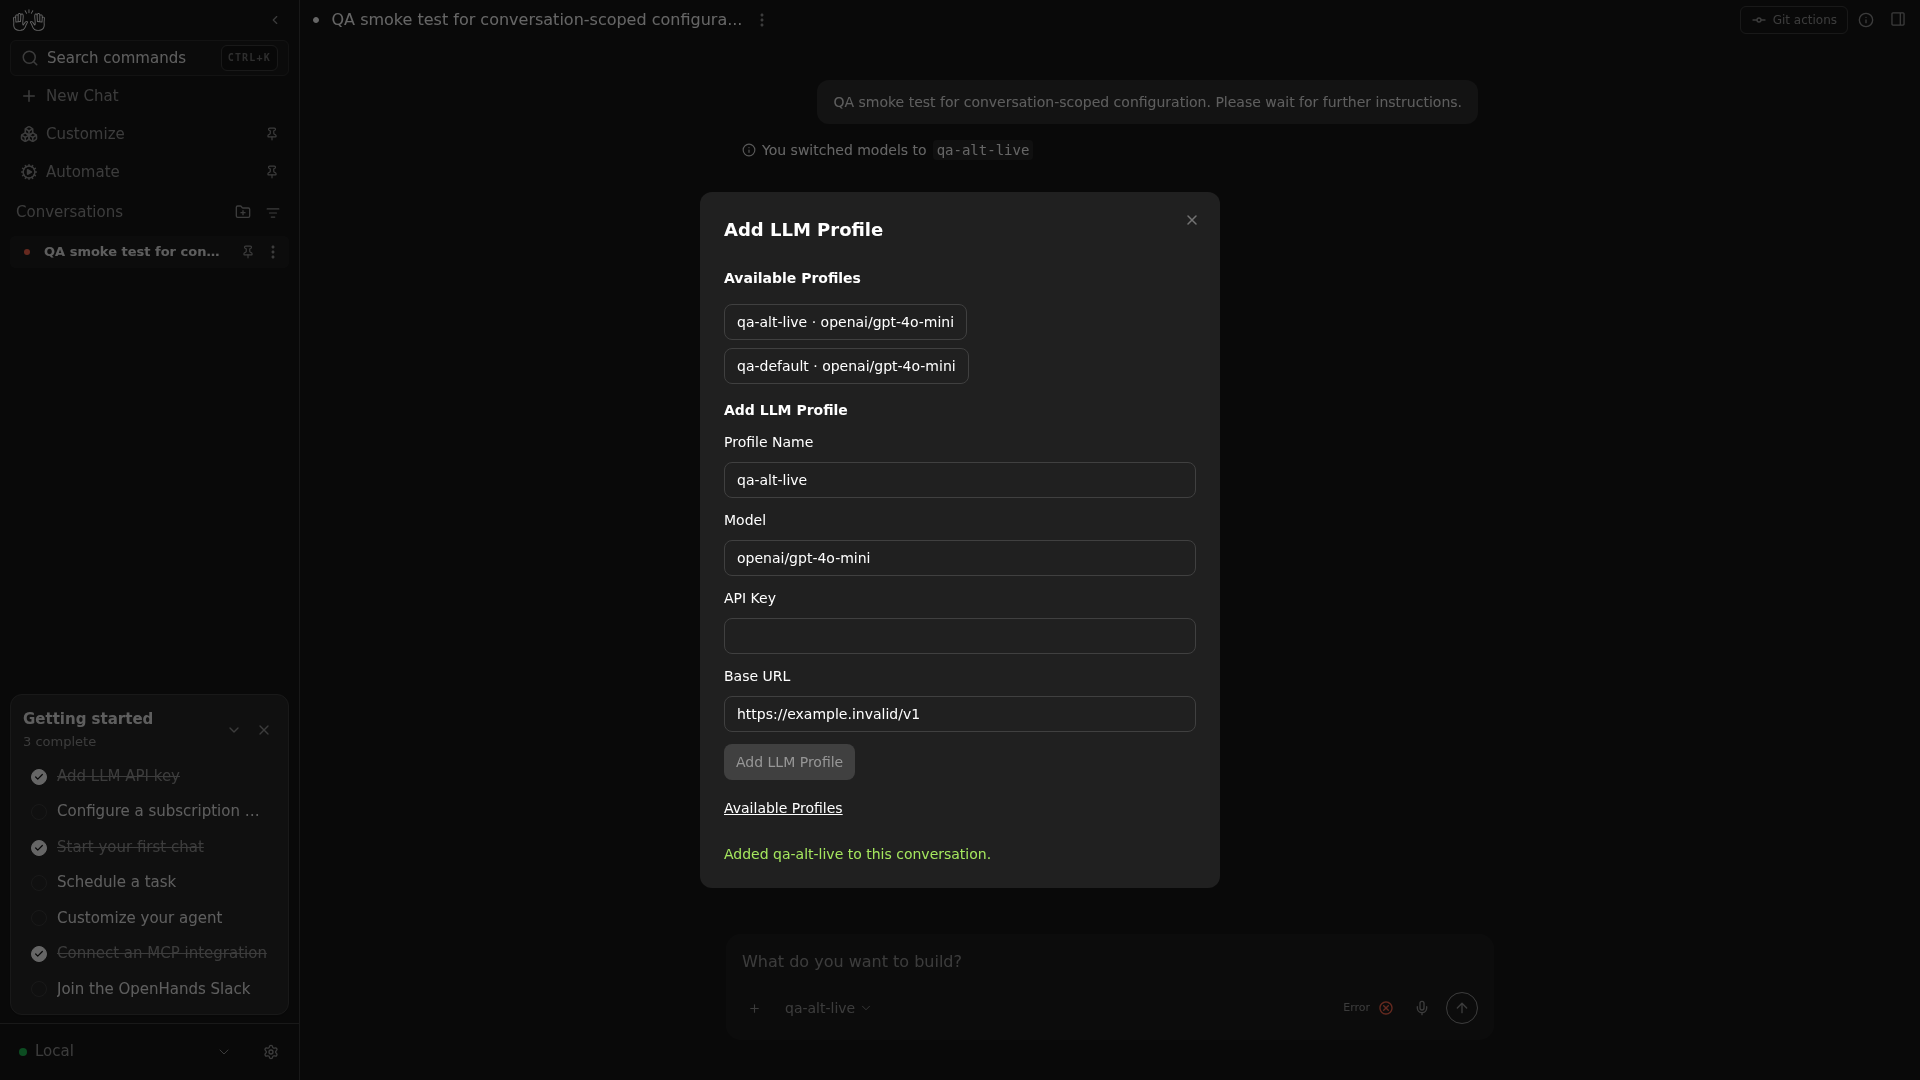 Search commands CTRL+K
New Chat
Customize
Automate
Conversations
QA smoke test for con...
Getting started
3 complete
Add LLM API key
Configure a subscription ...
Start your first chat
Schedule a task
Customize your agent
Connect an MCP integration
Join the OpenHands Slack
Local
QA smoke test for conversation-scoped configura...
Git actions
QA smoke test for conversation-scoped configuration. Please wait for further instructions.
You switched models to qa-alt-live
Add LLM Profile
Available Profiles
qa-alt-live · openai/gpt-4o-mini
qa-default · openai/gpt-4o-mini
Add LLM Profile
Profile Name
qa-alt-live
Model
openai/gpt-4o-mini
API Key
Base URL
https://example.invalid/v1
Add LLM Profile
Available Profiles
Added qa-alt-live to this conversation.
What do you want to build?
qa-alt-live
Error